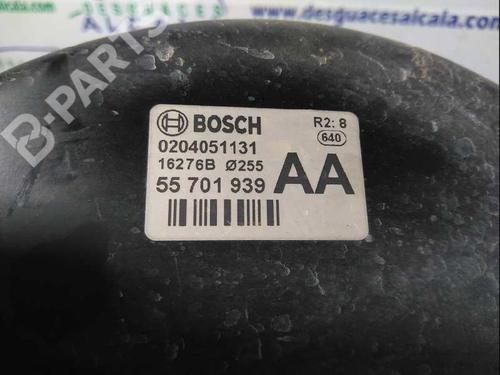 www.desguacesalcala.com
B-PARTS
BOSCH
R2: 8
640
0204051131
16276B Ø255
55 701 939
AA